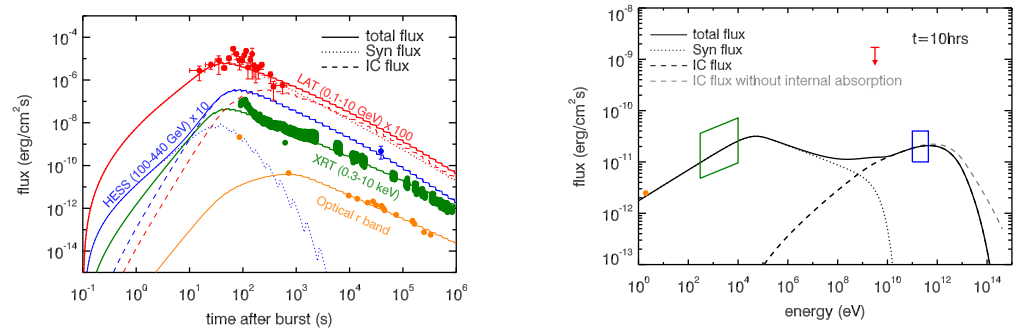 total flux
Syn flux
IC flux
LAT (0.1-10 GeV) x 100
HESS (100-440 GeV) x 10
XRT (0.3-10 keV)
Optical r band
flux (erg/cm²s)
10⁻⁴
10⁻⁶
10⁻⁸
10⁻¹⁰
10⁻¹²
10⁻¹⁴
10⁻¹ 10⁰ 10¹ 10² 10³ 10⁴ 10⁵ 10⁶
time after burst (s)
total flux
Syn flux
IC flux
IC flux without internal absorption
t=10hrs
flux (erg/cm²s)
10⁻⁸
10⁻⁹
10⁻¹⁰
10⁻¹¹
10⁻¹²
10⁻¹³
10⁰ 10² 10⁴ 10⁶ 10⁸ 10¹⁰ 10¹² 10¹⁴
energy (eV)